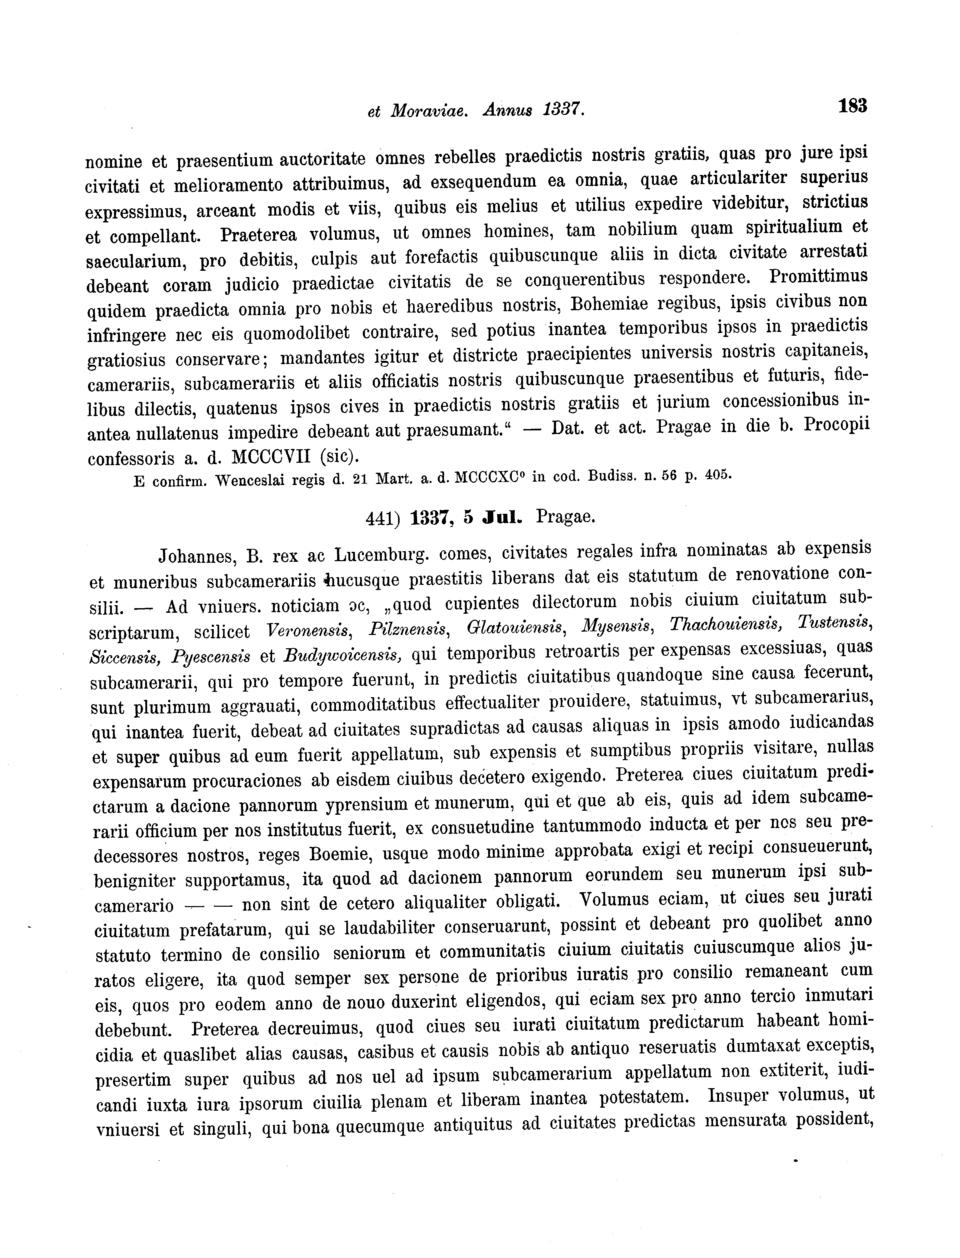 et Moraviae. Annus 1337. 183
nomine et praesentium auctoritate omnes rebelles praedictis nostris gratiis, quas pro jure ipsi
civitati et melioramento attribuimus, ad exsequendum ea omnia, quae articulariter superius
expressimus, arceant modis et viis, quibus eis melius et utilius expedire videbitur, strictius
et compellant. Praeterea volumus, ut omnes homines, tam nobilium quam spiritualium et
saecularium, pro debitis, culpis aut forefactis quibuscunque aliis in dicta civitate arrestati
debeant coram judicio praedictae civitatis de se conquerentibus respondere. Promittimus
quidem praedicta omnia pro nobis et haeredibus nostris, Bohemiae regibus, ipsis civibus non
infringere nec eis quomodolibet contraire, sed potius inantea temporibus ipsos in praedictis
gratiosius conservare; mandantes igitur et districte praecipientes universis nostris capitaneis,
camerariis, subcamerariis et aliis officiatis nostris quibuscunque praesentibus et futuris, fide-
libus dilectis, quatenus ipsos cives in praedictis nostris gratiis et jurium concessionibus in-
antea nullatenus impedire debeant aut praesumant.“ — Dat. et act. Pragae in die b. Procopii
confessoris a. d. MCCCVII (sic).
E confirm. Wenceslai regis d. 21 Mart. a. d. MCCCXC⁰ in cod. Budiss. n. 56 p. 405.
441) 1337, 5 Jul. Pragae.
Johannes, B. rex ac Lucemburg. comes, civitates regales infra nominatas ab expensis
et muneribus subcamerariis hucusque praestitis liberans dat eis statutum de renovatione con-
silii. — Ad vniuers. noticiam ɔc, „quod cupientes dilectorum nobis ciuium ciuitatum sub-
scriptarum, scilicet Veronensis, Pilznensis, Glatouiensis, Mysensis, Thachouiensis, Tustensis,
Siccensis, Pyescensis et Budywoicensis, qui temporibus retroartis per expensas excessiuas, quas
subcamerarii, qui pro tempore fuerunt, in predictis ciuitatibus quandoque sine causa fecerunt,
sunt plurimum aggrauati, commoditatibus effectualiter prouidere, statuimus, vt subcamerarius,
qui inantea fuerit, debeat ad ciuitates supradictas ad causas aliquas in ipsis amodo iudicandas
et super quibus ad eum fuerit appellatum, sub expensis et sumptibus propriis visitare, nullas
expensarum procuraciones ab eisdem ciuibus decetero exigendo. Preterea ciues ciuitatum predi-
ctarum a dacione pannorum yprensium et munerum, qui et que ab eis, quis ad idem subcame-
rarii officium per nos institutus fuerit, ex consuetudine tantummodo inducta et per nos seu pre-
decessores nostros, reges Boemie, usque modo minime approbata exigi et recipi consueuerunt,
benigniter supportamus, ita quod ad dacionem pannorum eorundem seu munerum ipsi sub-
camerario — — non sint de cetero aliqualiter obligati. Volumus eciam, ut ciues seu jurati
ciuitatum prefatarum, qui se laudabiliter conseruarunt, possint et debeant pro quolibet anno
statuto termino de consilio seniorum et communitatis ciuium ciuitatis cuiuscumque alios ju-
ratos eligere, ita quod semper sex persone de prioribus iuratis pro consilio remaneant cum
eis, quos pro eodem anno de nouo duxerint eligendos, qui eciam sex pro anno tercio inmutari
debebunt. Preterea decreuimus, quod ciues seu iurati ciuitatum predictarum habeant homi-
cidia et quaslibet alias causas, casibus et causis nobis ab antiquo reseruatis dumtaxat exceptis,
presertim super quibus ad nos uel ad ipsum subcamerarium appellatum non extiterit, iudi-
candi iuxta iura ipsorum ciuilia plenam et liberam inantea potestatem. Insuper volumus, ut
vniuersi et singuli, qui bona quecumque antiquitus ad ciuitates predictas mensurata possident,